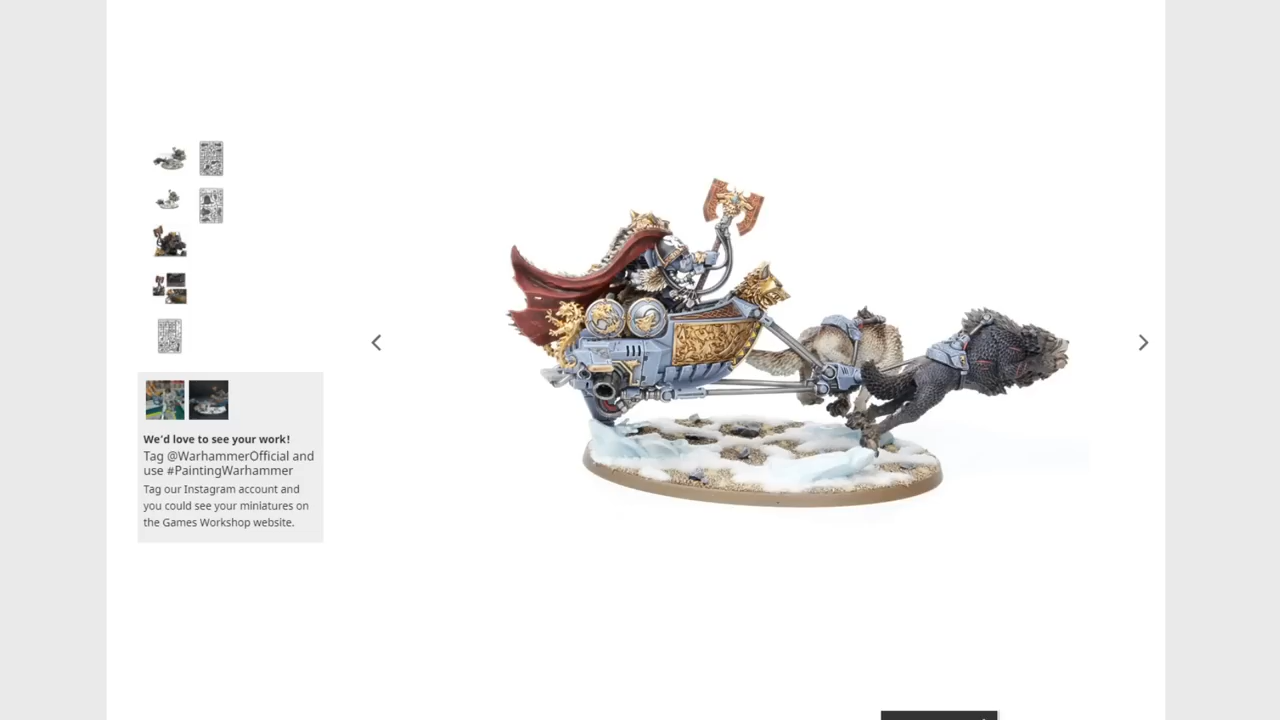 We'd love to see your work!
Tag @WarhammerOfficial and
use #PaintingWarhammer
Tag our Instagram account and
you could see your miniatures on
the Games Workshop website.